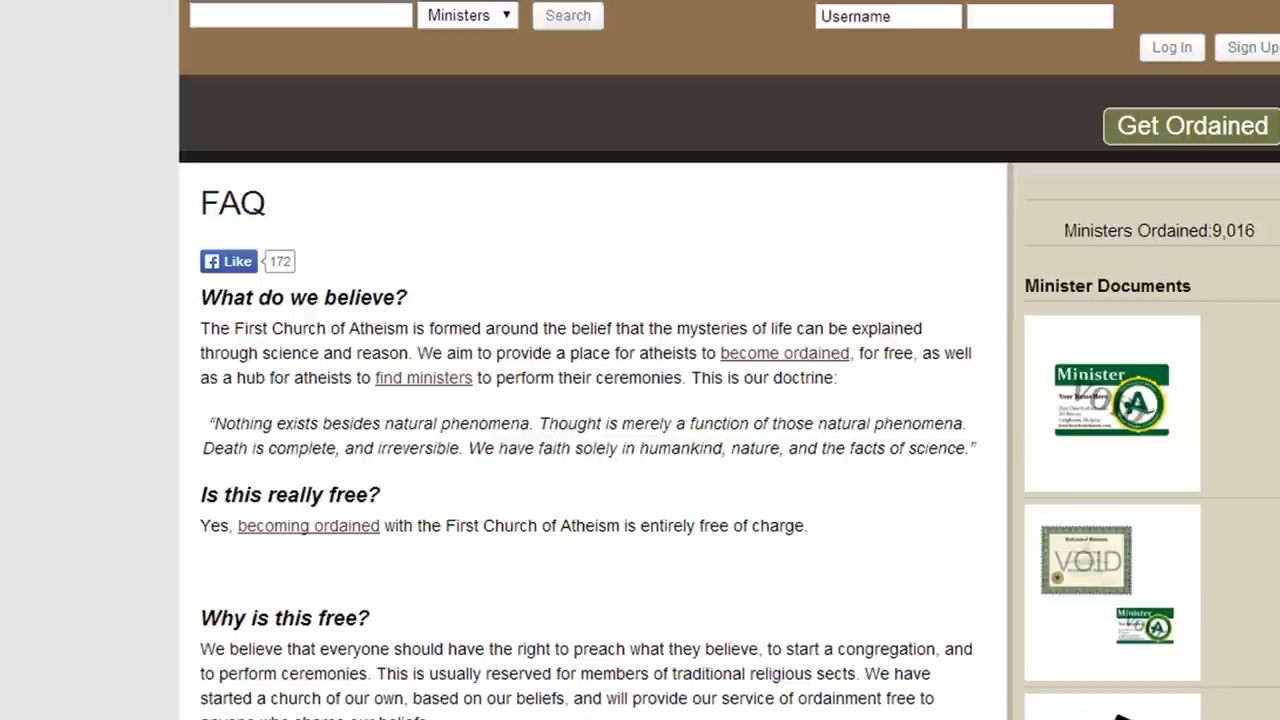 Ministers ▼ Search Username
Log In Sign Up
Get Ordained
FAQ
Like 172
What do we believe?
The First Church of Atheism is formed around the belief that the mysteries of life can be explained
through science and reason. We aim to provide a place for atheists to become ordained, for free, as well
as a hub for atheists to find ministers to perform their ceremonies. This is our doctrine:
“Nothing exists besides natural phenomena. Thought is merely a function of those natural phenomena.
Death is complete, and irreversible. We have faith solely in humankind, nature, and the facts of science.”
Is this really free?
Yes, becoming ordained with the First Church of Atheism is entirely free of charge.
Why is this free?
We believe that everyone should have the right to preach what they believe, to start a congregation, and
to perform ceremonies. This is usually reserved for members of traditional religious sects. We have
started a church of our own, based on our beliefs, and will provide our service of ordainment free to
Ministers Ordained:9,016
Minister Documents
Minister
Your Name Here
VOID
A
VOID
Minister
A